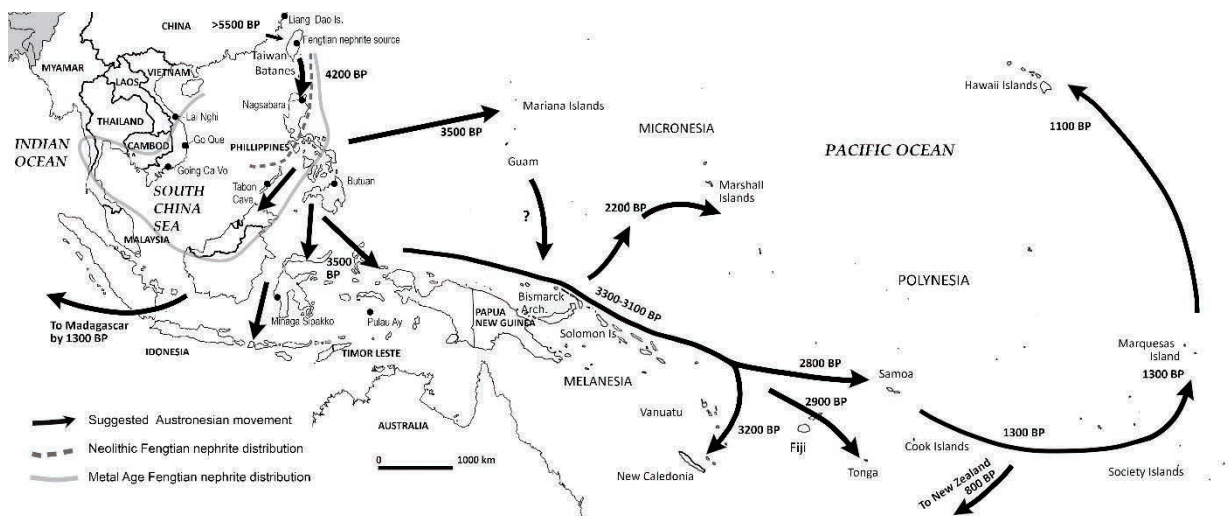 CHINA
>5500 BP
Liang Dao Is.
Fengtian nephrite source
MYAMAR
VIETNAM
LAOS
Taiwan
Batanes
4200 BP
Nagsabara
THAILAND
Lai Nghi
CAMBOD
Go Que
Going Ca Vo
PHILLIPPINES
INDIAN
OCEAN
SOUTH
CHINA
SEA
Tabon
Cave
Butuan
MALAYSIA
3500 BP
Mariana Islands
MICRONESIA
Guam
?
2200 BP
Marshall
Islands
PACIFIC OCEAN
Hawaii Islands
1100 BP
3500
BP
To Madagascar
by 1300 BP
Minaga Sipakko
Pulau Ay
INDONESIA
TIMOR LESTE
PAPUA
NEW GUINEA
Bismarck
Arch.
Solomon Is
3300-3100 BP
MELANESIA
POLYNESIA
Marquesas
Island
1300 BP
2800 BP
Samoa
2900 BP
Vanuatu
3200 BP
Fiji
New Caledonia
Tonga
Cook Islands
1300 BP
Society Islands
To New Zealand
800 BP
AUSTRALIA
Suggested Austronesian movement
Neolithic Fengtian nephrite distribution
Metal Age Fengtian nephrite distribution
0 1000 km